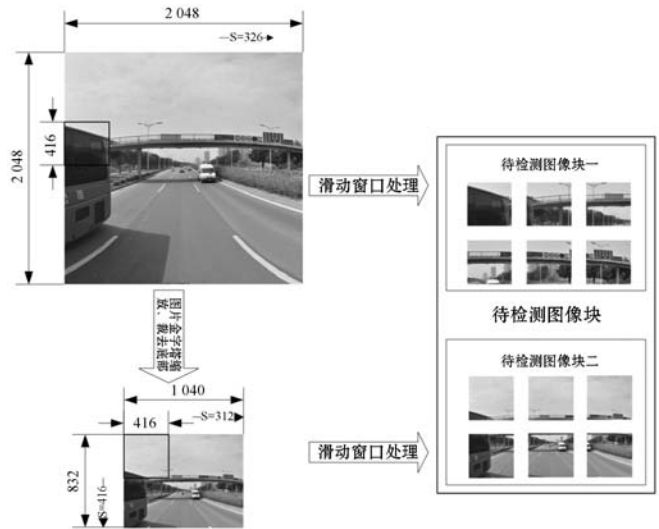 2 048
S=326
2 048
416
滑动窗口处理
待检测图像块一
待检测图像块
待检测图像块二
图片金字塔缩
放、裁去底部
1 040
416
S=312
832
S=416
滑动窗口处理